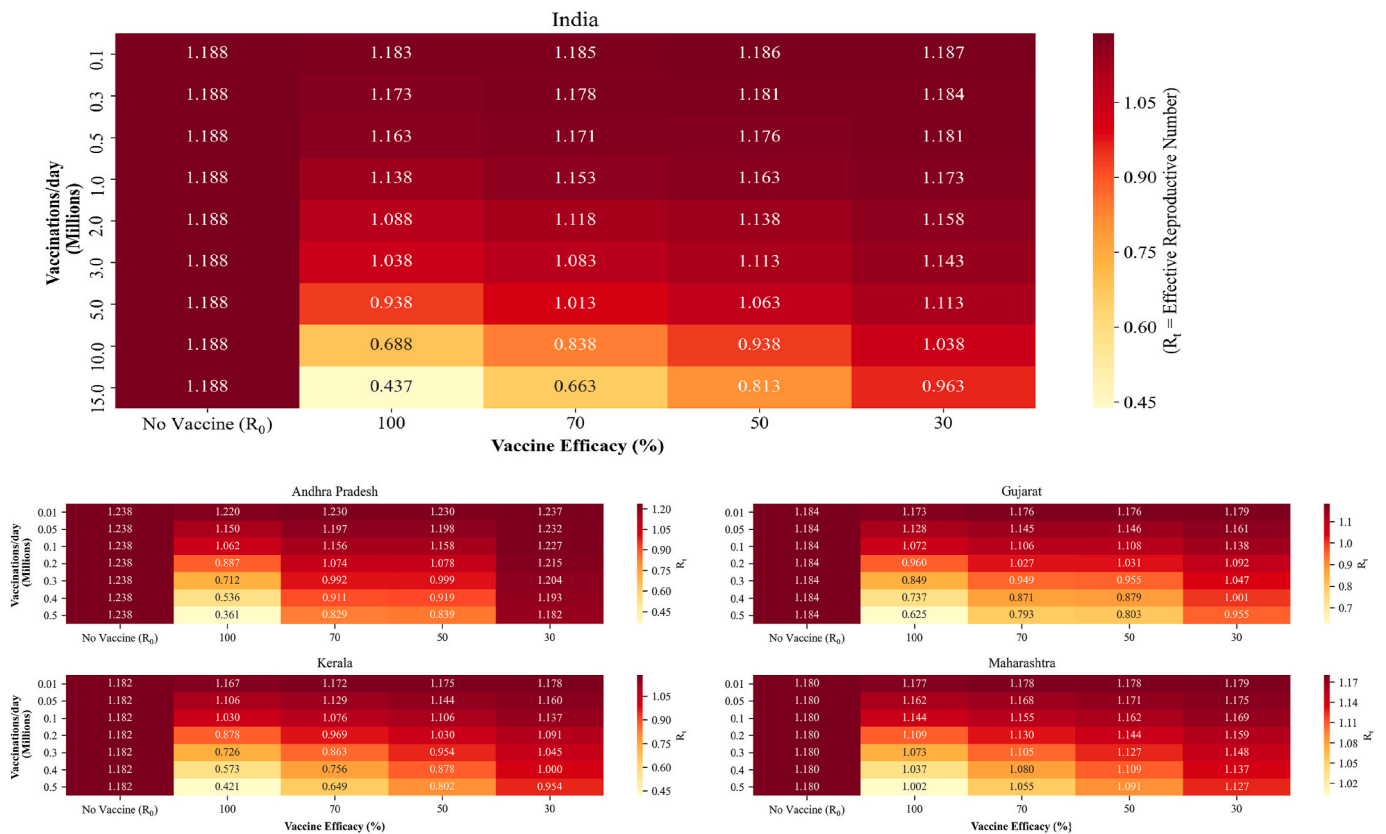 India
0.1 1.188 1.183 1.185 1.186 1.187
0.3 1.188 1.173 1.178 1.181 1.184
0.5 1.188 1.163 1.171 1.176 1.181
1.0 1.188 1.138 1.153 1.163 1.173
2.0 1.188 1.088 1.118 1.138 1.158
3.0 1.188 1.038 1.083 1.113 1.143
5.0 1.188 0.938 1.013 1.063 1.113
10.0 1.188 0.688 0.838 0.938 1.038
15.0 1.188 0.437 0.663 0.813 0.963
No Vaccine (R₀) 100 70 50 30
Vaccine Efficacy (%)
Vaccinations/day
(Millions)
1.05
0.90
0.75
0.60
0.45
(Rₜ = Effective Reproductive Number)
Andhra Pradesh
0.01 1.238 1.220 1.230 1.230 1.237
0.05 1.238 1.150 1.197 1.198 1.232
0.1 1.238 1.062 1.156 1.158 1.227
0.2 1.238 0.887 1.074 1.078 1.215
0.3 1.238 0.712 0.992 0.999 1.204
0.4 1.238 0.536 0.911 0.919 1.193
0.5 1.238 0.361 0.829 0.839 1.182
No Vaccine (R₀) 100 70 50 30
Vaccinations/day
(Millions)
1.20
1.05
0.90
0.75
0.60
0.45
Rₜ
Gujarat
0.01 1.184 1.173 1.176 1.176 1.179
0.05 1.184 1.128 1.145 1.146 1.161
0.1 1.184 1.072 1.106 1.108 1.138
0.2 1.184 0.960 1.027 1.031 1.092
0.3 1.184 0.849 0.949 0.955 1.047
0.4 1.184 0.737 0.871 0.879 1.001
0.5 1.184 0.625 0.793 0.803 0.955
No Vaccine (R₀) 100 70 50 30
1.1
1.0
0.9
0.8
0.7
Rₜ
Kerala
0.01 1.182 1.167 1.172 1.175 1.178
0.05 1.182 1.106 1.129 1.144 1.160
0.1 1.182 1.030 1.076 1.106 1.137
0.2 1.182 0.878 0.969 1.030 1.091
0.3 1.182 0.726 0.863 0.954 1.045
0.4 1.182 0.573 0.756 0.878 1.000
0.5 1.182 0.421 0.649 0.802 0.954
No Vaccine (R₀) 100 70 50 30
Vaccine Efficacy (%)
Vaccinations/day
(Millions)
1.05
0.90
0.75
0.60
0.45
Rₜ
Maharashtra
0.01 1.180 1.177 1.178 1.178 1.179
0.05 1.180 1.162 1.168 1.171 1.175
0.1 1.180 1.144 1.155 1.162 1.169
0.2 1.180 1.109 1.130 1.144 1.159
0.3 1.180 1.073 1.105 1.127 1.148
0.4 1.180 1.037 1.080 1.109 1.137
0.5 1.180 1.002 1.055 1.091 1.127
No Vaccine (R₀) 100 70 50 30
Vaccine Efficacy (%}
1.17
1.14
1.11
1.08
1.05
1.02
Rₜ